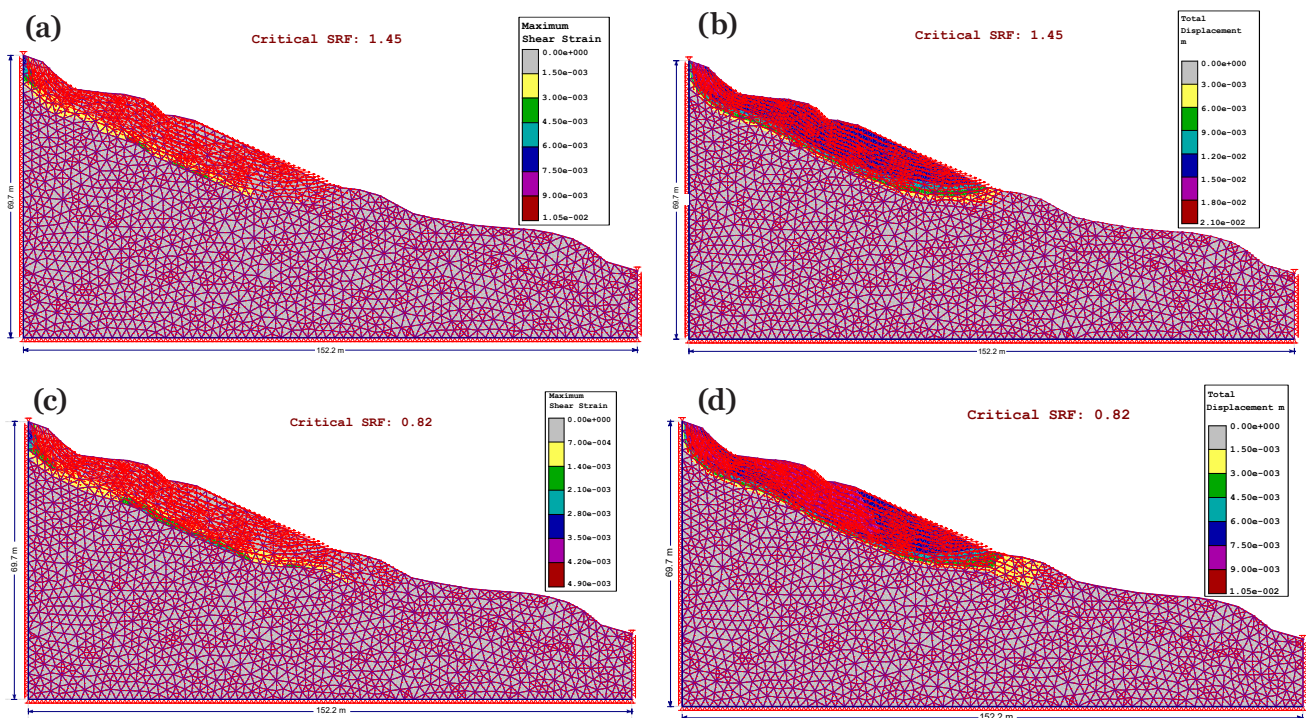 (a)
Critical SRF: 1.45
Maximum
Shear Strain
0.00e+000
1.50e-003
3.00e-003
4.50e-003
6.00e-003
7.50e-003
9.00e-003
1.05e-002
69.7 m
152.2 m
(b)
Critical SRF: 1.45
Total
Displacement
m
0.00e+000
3.00e-003
6.00e-003
9.00e-003
1.20e-002
1.50e-002
1.80e-002
2.10e-002
69.7 m
152.2 m
(c)
Critical SRF: 0.82
Maximum
Shear Strain
0.00e+000
7.00e-004
1.40e-003
2.10e-003
2.80e-003
3.50e-003
4.20e-003
4.90e-003
69.7 m
152.2 m
(d)
Critical SRF: 0.82
Total
Displacement m
0.00e+000
1.50e-003
3.00e-003
4.50e-003
6.00e-003
7.50e-003
9.00e-003
1.05e-002
69.7 m
152.2 m